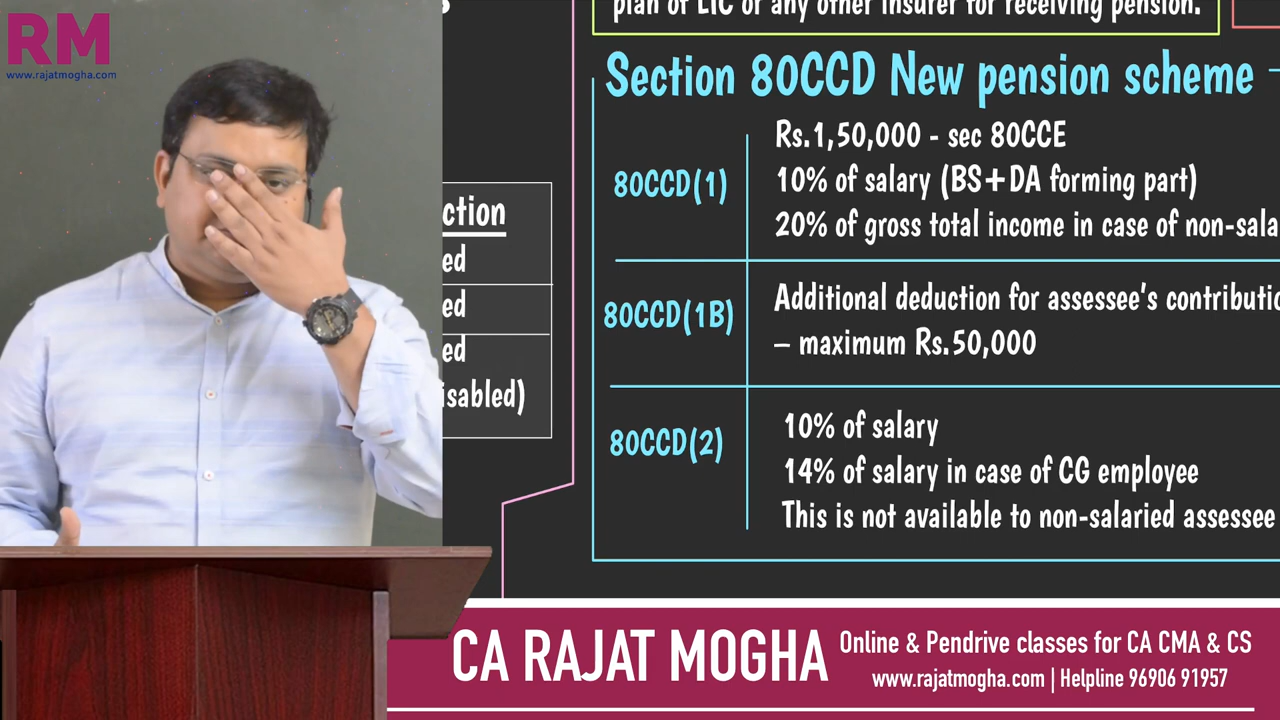 RM
www.rajatmogha.com
plan of LIC or any other insurer for receiving pension.
Section 80CCD New pension scheme
80CCD(1)
Rs.1,50,000 - sec 80CCE
10% of salary (BS+DA forming part)
20% of gross total income in case of non-sala
80CCD(1B)
Additional deduction for assessee's contributio
– maximum Rs.50,000
80CCD(2)
10% of salary
14% of salary in case of CG employee
This is not available to non-salaried assessee
ction
ed
ed
ed
isabled)
CA RAJAT MOGHA
Online & Pendrive classes for CA CMA & CS
www.rajatmogha.com | Helpline 96906 91957